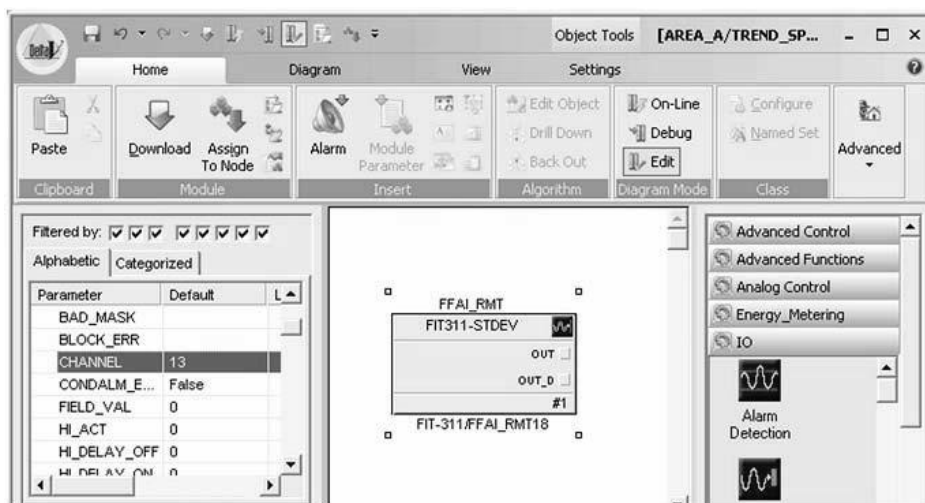 DeltaV
Object Tools [AREA_A/TREND_SP...
Home Diagram View Settings
Paste
Clipboard
Download Assign To Node
Module
Alarm Module Parameter
Insert
Edit Object
Drill Down
Back Out
Algorithm
On-Line
Debug
Edit
Diagram Mode
Configure
Named Set
Class
Advanced
Filtered by:
Alphabetic Categorized
Parameter Default L
BAD_MASK
BLOCK_ERR
CHANNEL 13
CONDALM_E... False
FIELD_VAL 0
HI_ACT 0
HI_DELAY_OFF 0
HI_DELAY_ON 0
FFAI_RMT
FIT311-STDEV
OUT
OUT_D
#1
FIT-311/FFAI_RMT18
Advanced Control
Advanced Functions
Analog Control
Energy_Metering
IO
Alarm
Detection